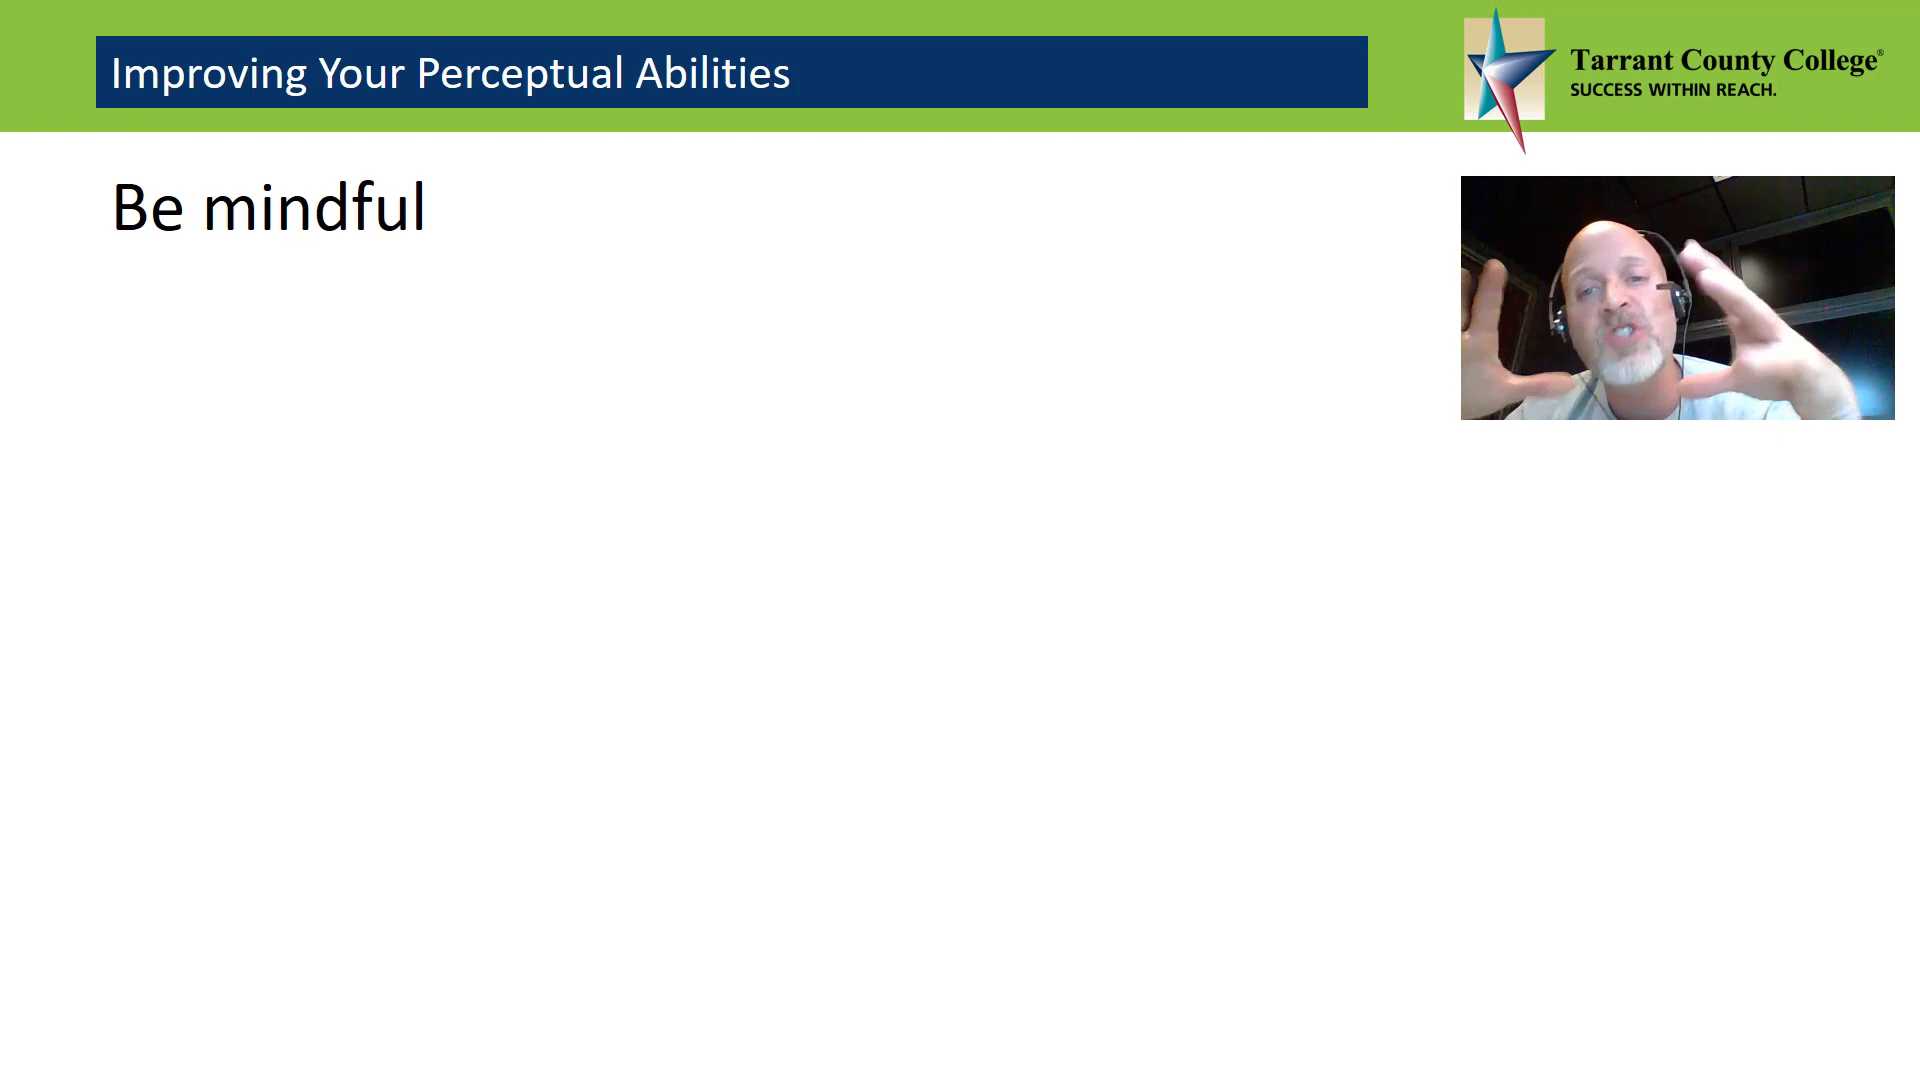 Improving Your Perceptual Abilities
Tarrant County College®
SUCCESS WITHIN REACH.
Be mindful